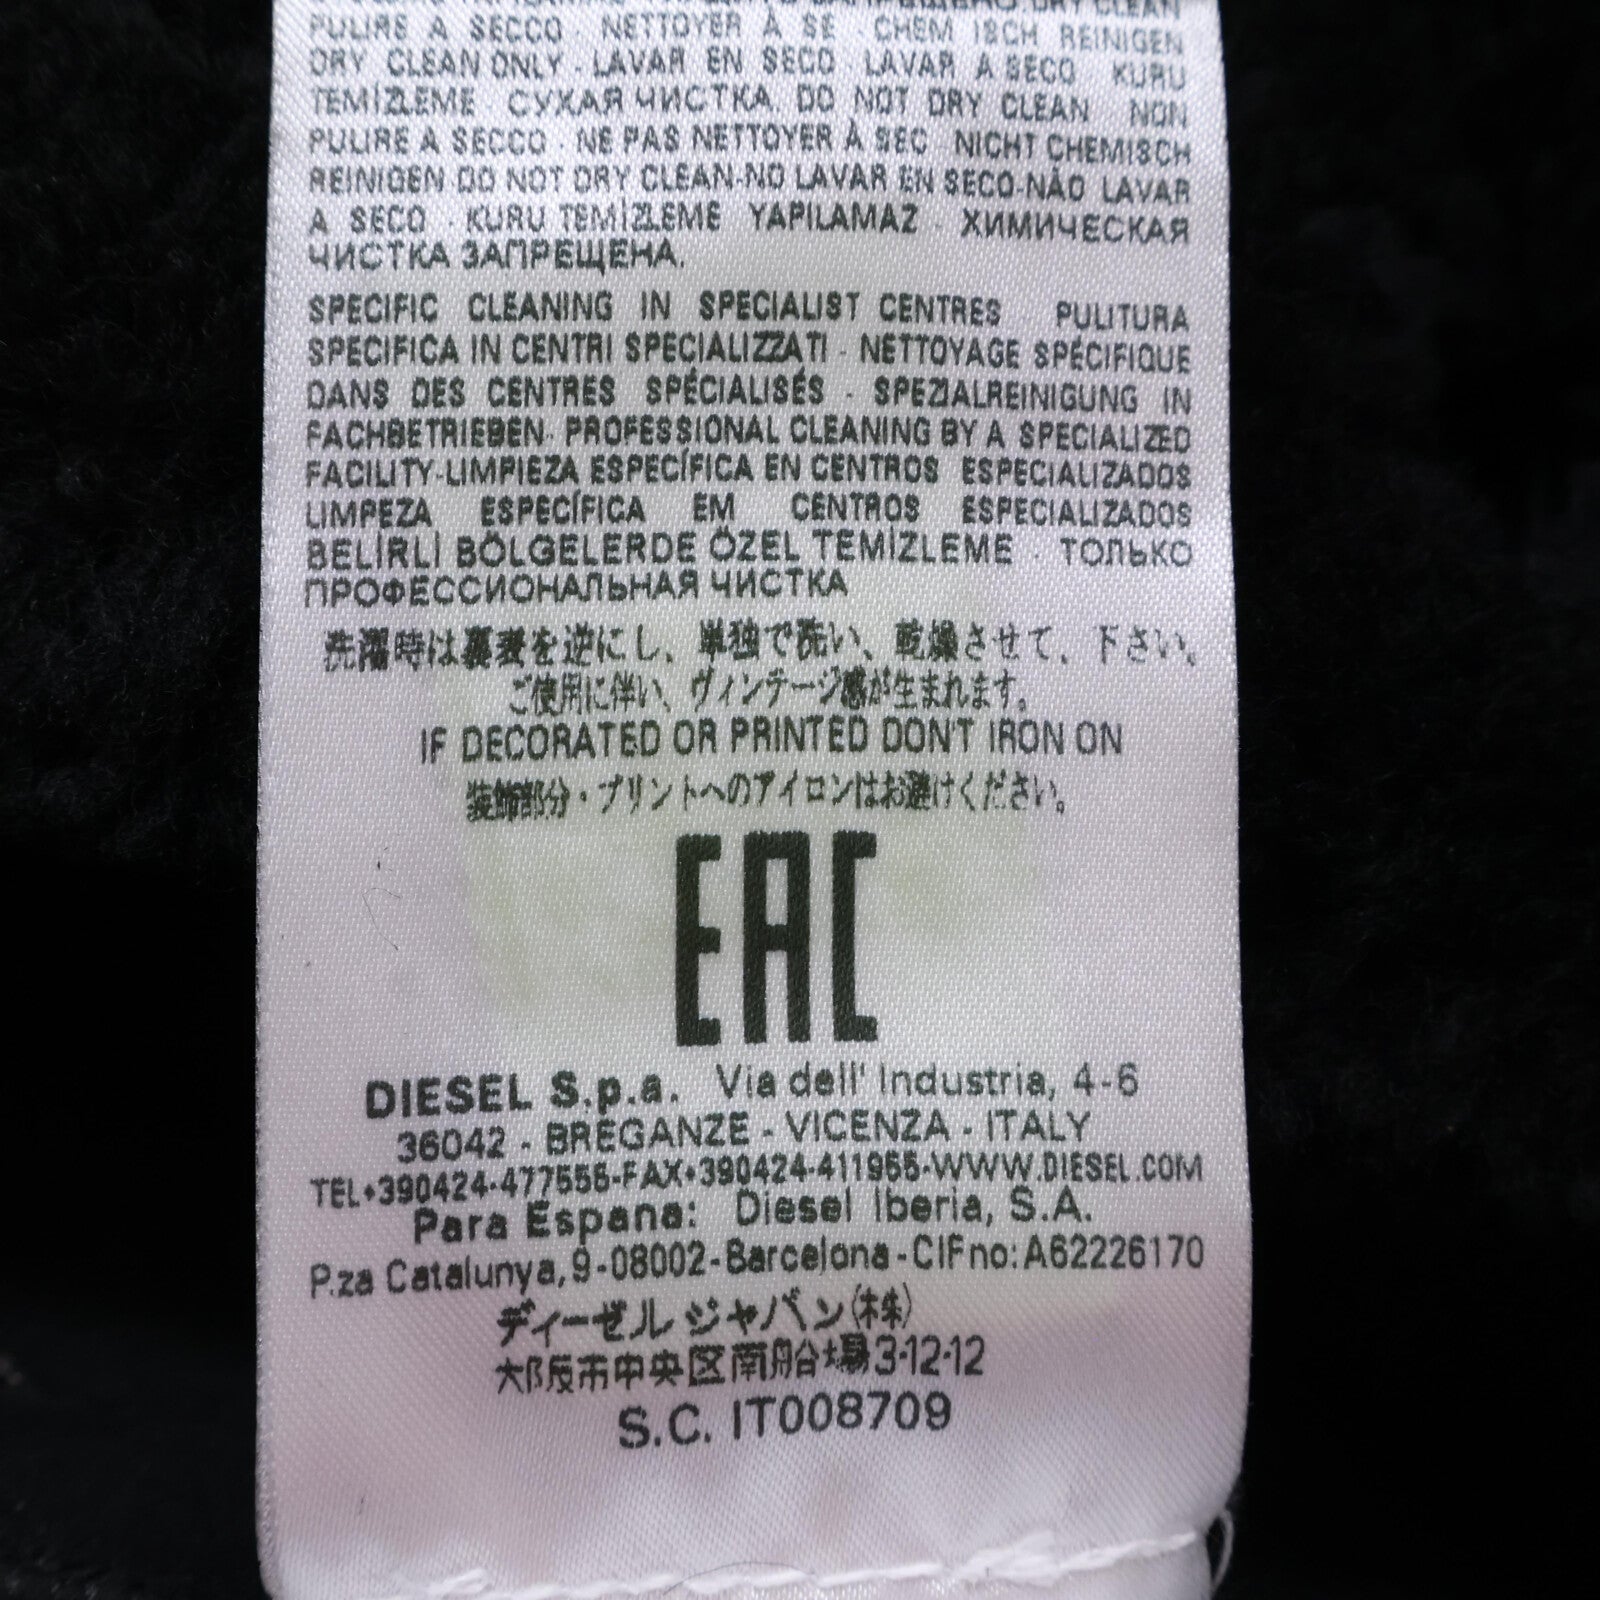 DRY CLEAN
PULIRE A SECCO · NETTOYER À SE · CHEM ISCH REINIGEN
DRY CLEAN ONLY - LAVAR EN SECO LAVAR A SECO KURU
TEMİZLEME СУХАЯ ЧИСТКА. DO NOT DRY CLEAN NON
PULIRE A SECCO · NE PAS NETTOYER À SEC NICHT CHEMISCH
REINIGEN DO NOT DRY CLEAN-NO LAVAR EN SECO-NÃO LAVAR
A SECO · KURU TEMİZLEME YAPILAMAZ · ХИМИЧЕСКАЯ
ЧИСТКА ЗАПРЕЩЕНА.
SPECIFIC CLEANING IN SPECIALIST CENTRES PULITURA
SPECIFICA IN CENTRI SPECIALIZZATI · NETTOYAGE SPÉCIFIQUE
DANS DES CENTRES SPÉCIALISÉS · SPEZIALREINIGUNG IN
FACHBETRIEBEN· PROFESSIONAL CLEANING BY A SPECIALIZED
FACILITY-LIMPIEZA ESPECÍFICA EN CENTROS ESPECIALIZADOS
LIMPEZA ESPECÍFICA EM CENTROS ESPECIALIZADOS
BELİRLİ BÖLGELERDE ÖZEL TEMİZLEME · ТОЛЬКО
ПРОФЕССИОНАЛЬНАЯ ЧИСТКА
洗濯時は裏表を逆にし、単独で洗い、乾燥させて、下さい。
ご使用に伴い、ヴィンテージ感が生まれます。
IF DECORATED OR PRINTED DON'T IRON ON
装飾部分・プリントへのアイロンはお避けください。
EAC
DIESEL S.p.a. Via dell' Industria, 4-6
36042 - BREGANZE - VICENZA - ITALY
TEL+390424-477555-FAX+390424-411955-WWW.DIESEL.COM
Para Espana: Diesel Iberia, S.A.
P.za Catalunya, 9-08002-Barcelona-CIF no: A62226170
ディーゼル ジャパン(株)
大阪市中央区南船台場3-12-12
S.C. IT008709